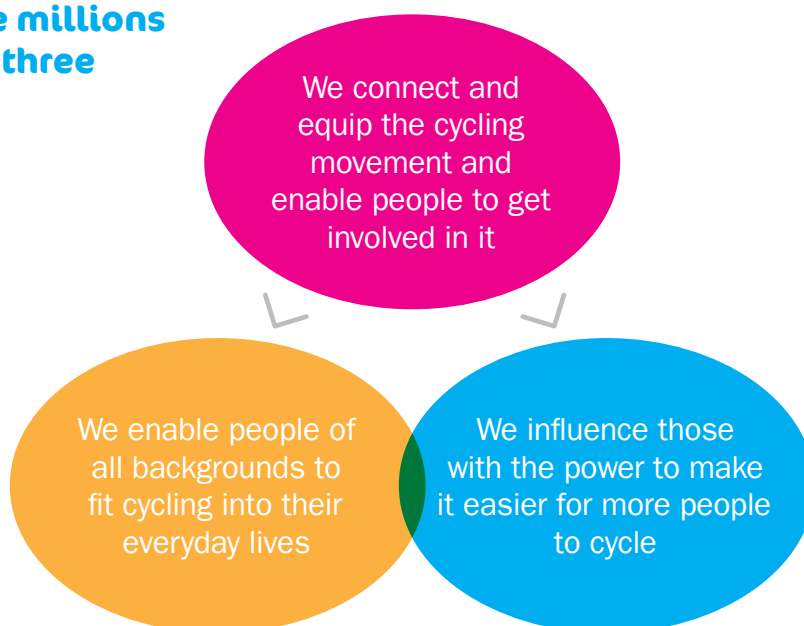 millions
three
We connect and
equip the cycling
movement and
enable people to get
involved in it
We enable people of
all backgrounds to
fit cycling into their
everyday lives
We influence those
with the power to make
it easier for more people
to cycle